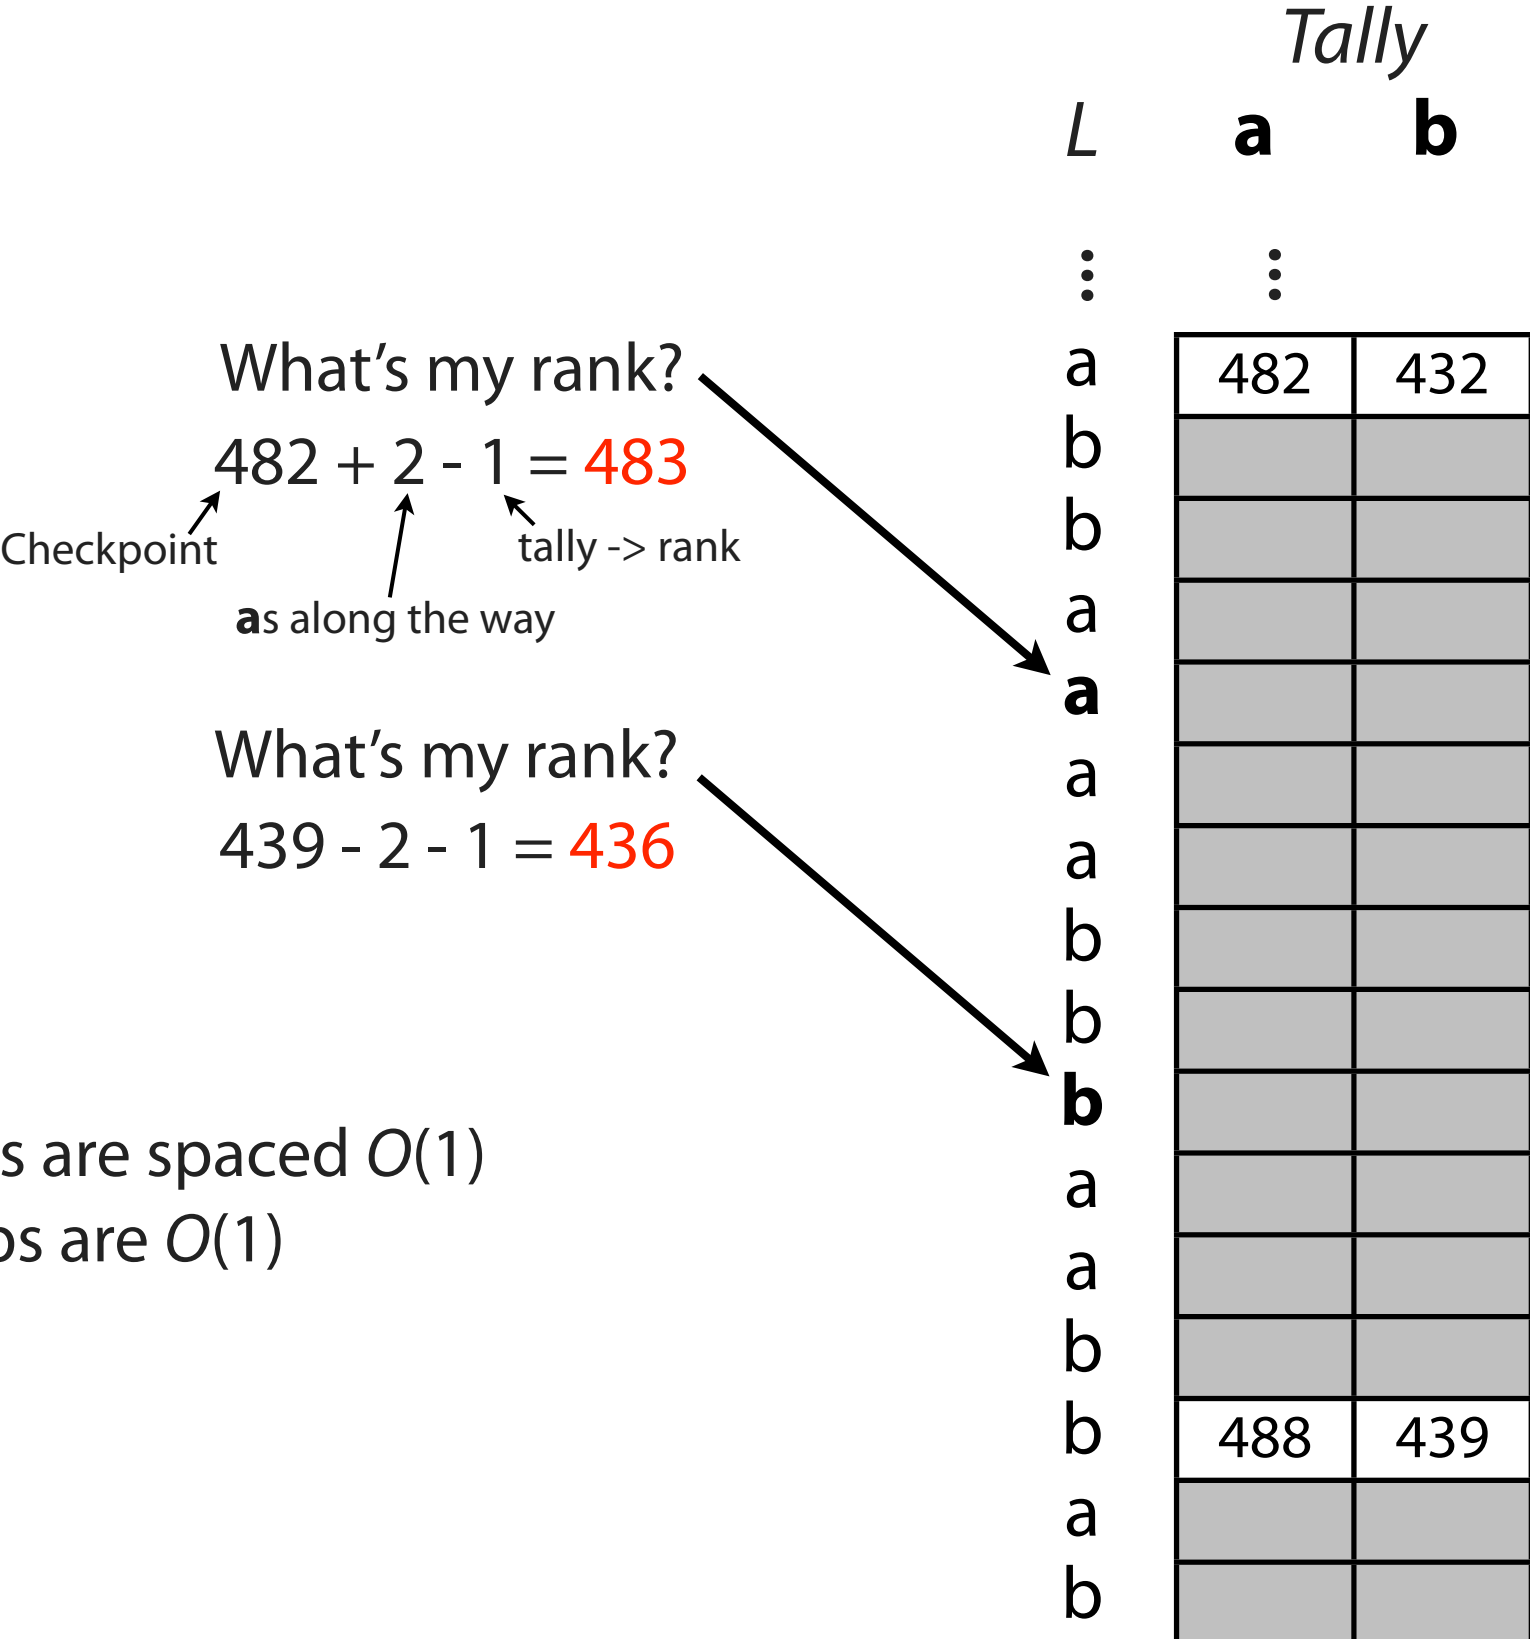 Tally
L a b
What's my rank?
482 + 2 - 1 = 483
Checkpoint
tally -> rank
as along the way
What's my rank?
439 - 2 - 1 = 436
s are spaced O(1)
are O(1)
a 482 432
b
b
a
a
a
a
b
b
b
a
a
b
b 488 439
a
b